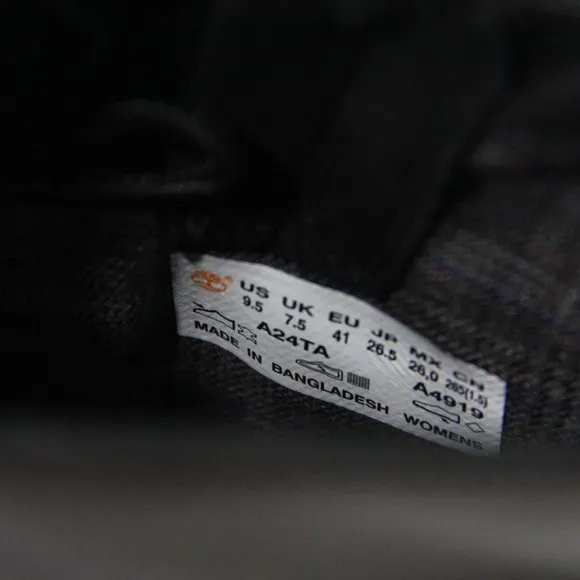 US UK EU JP MX CN
9.5 7.5 41 26.5 26.0 265(1.5)
A24TA A4919
MADE IN BANGLADESH WOMENS